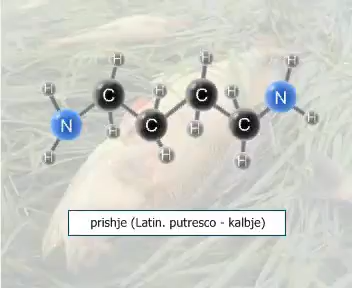 H H H H
H H
N C C C C N
H H H H
H H
prishje (Latin. putresco - kalbje)